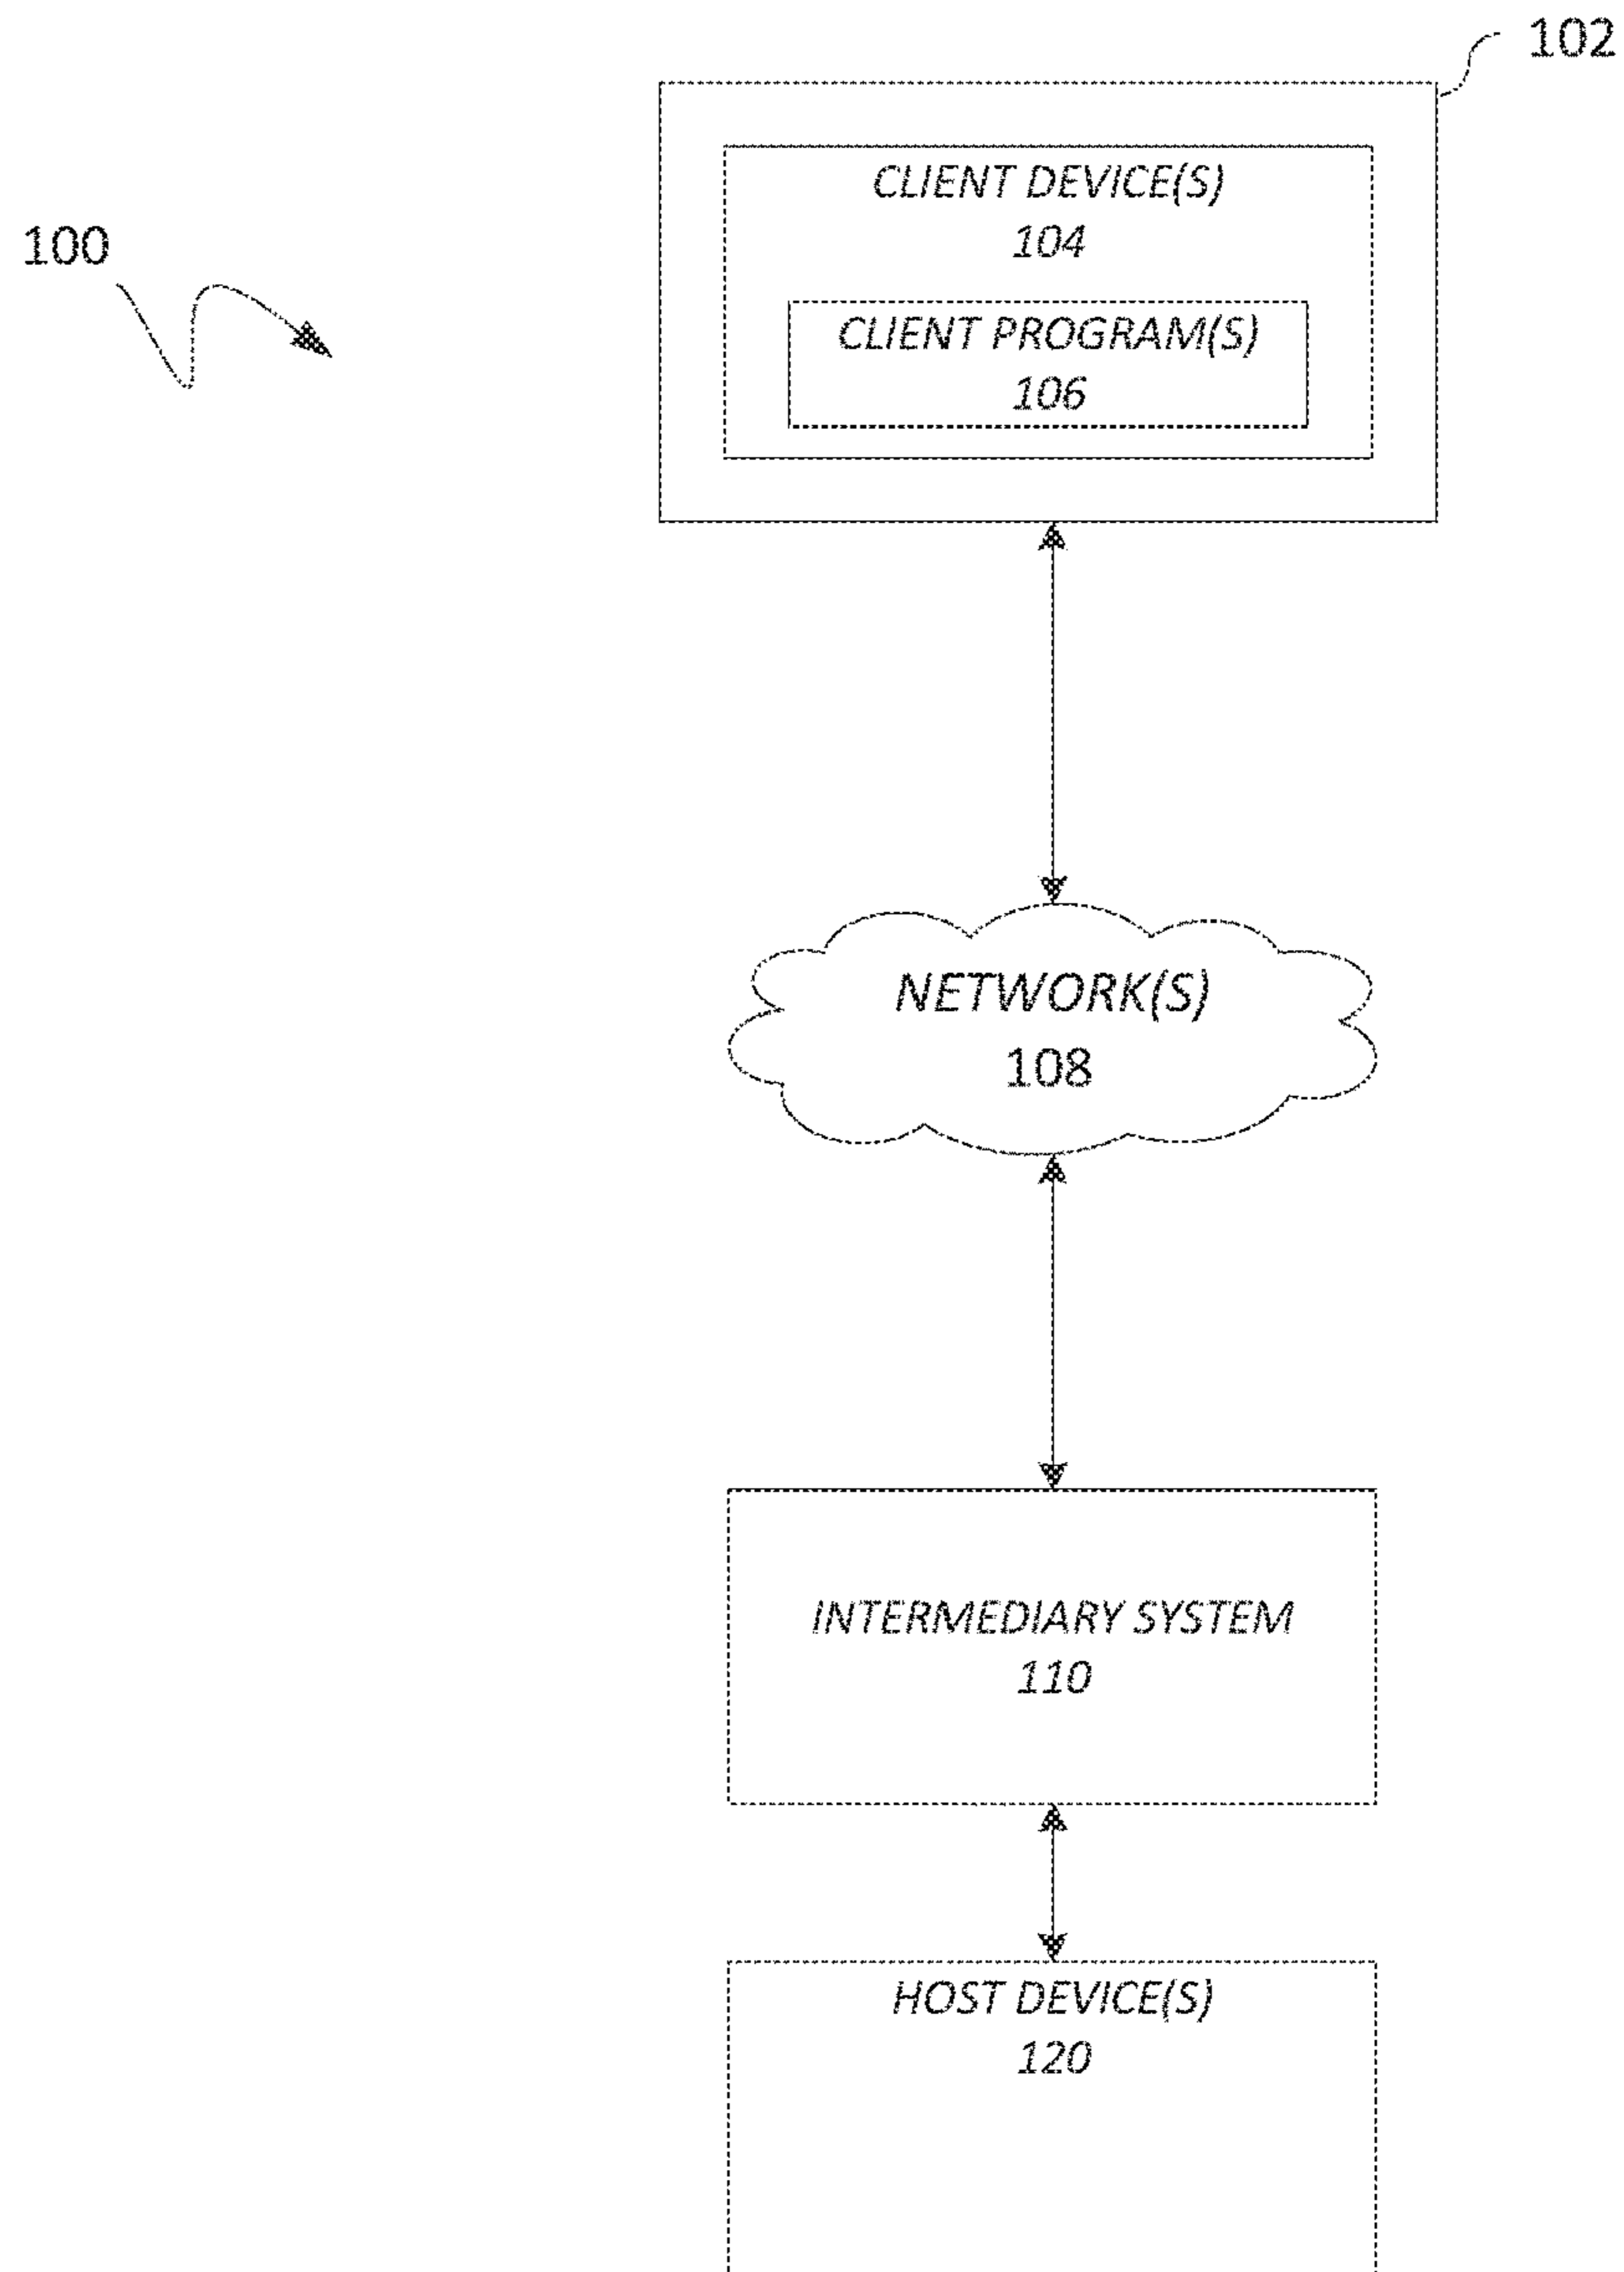 102
CLIENT DEVICE(S)
104
100
CLIENT PROGRAM(S)
106
NETWORK(S)
108
INTERMEDIARY SYSTEM
110
HOST DEVICE(S)
120